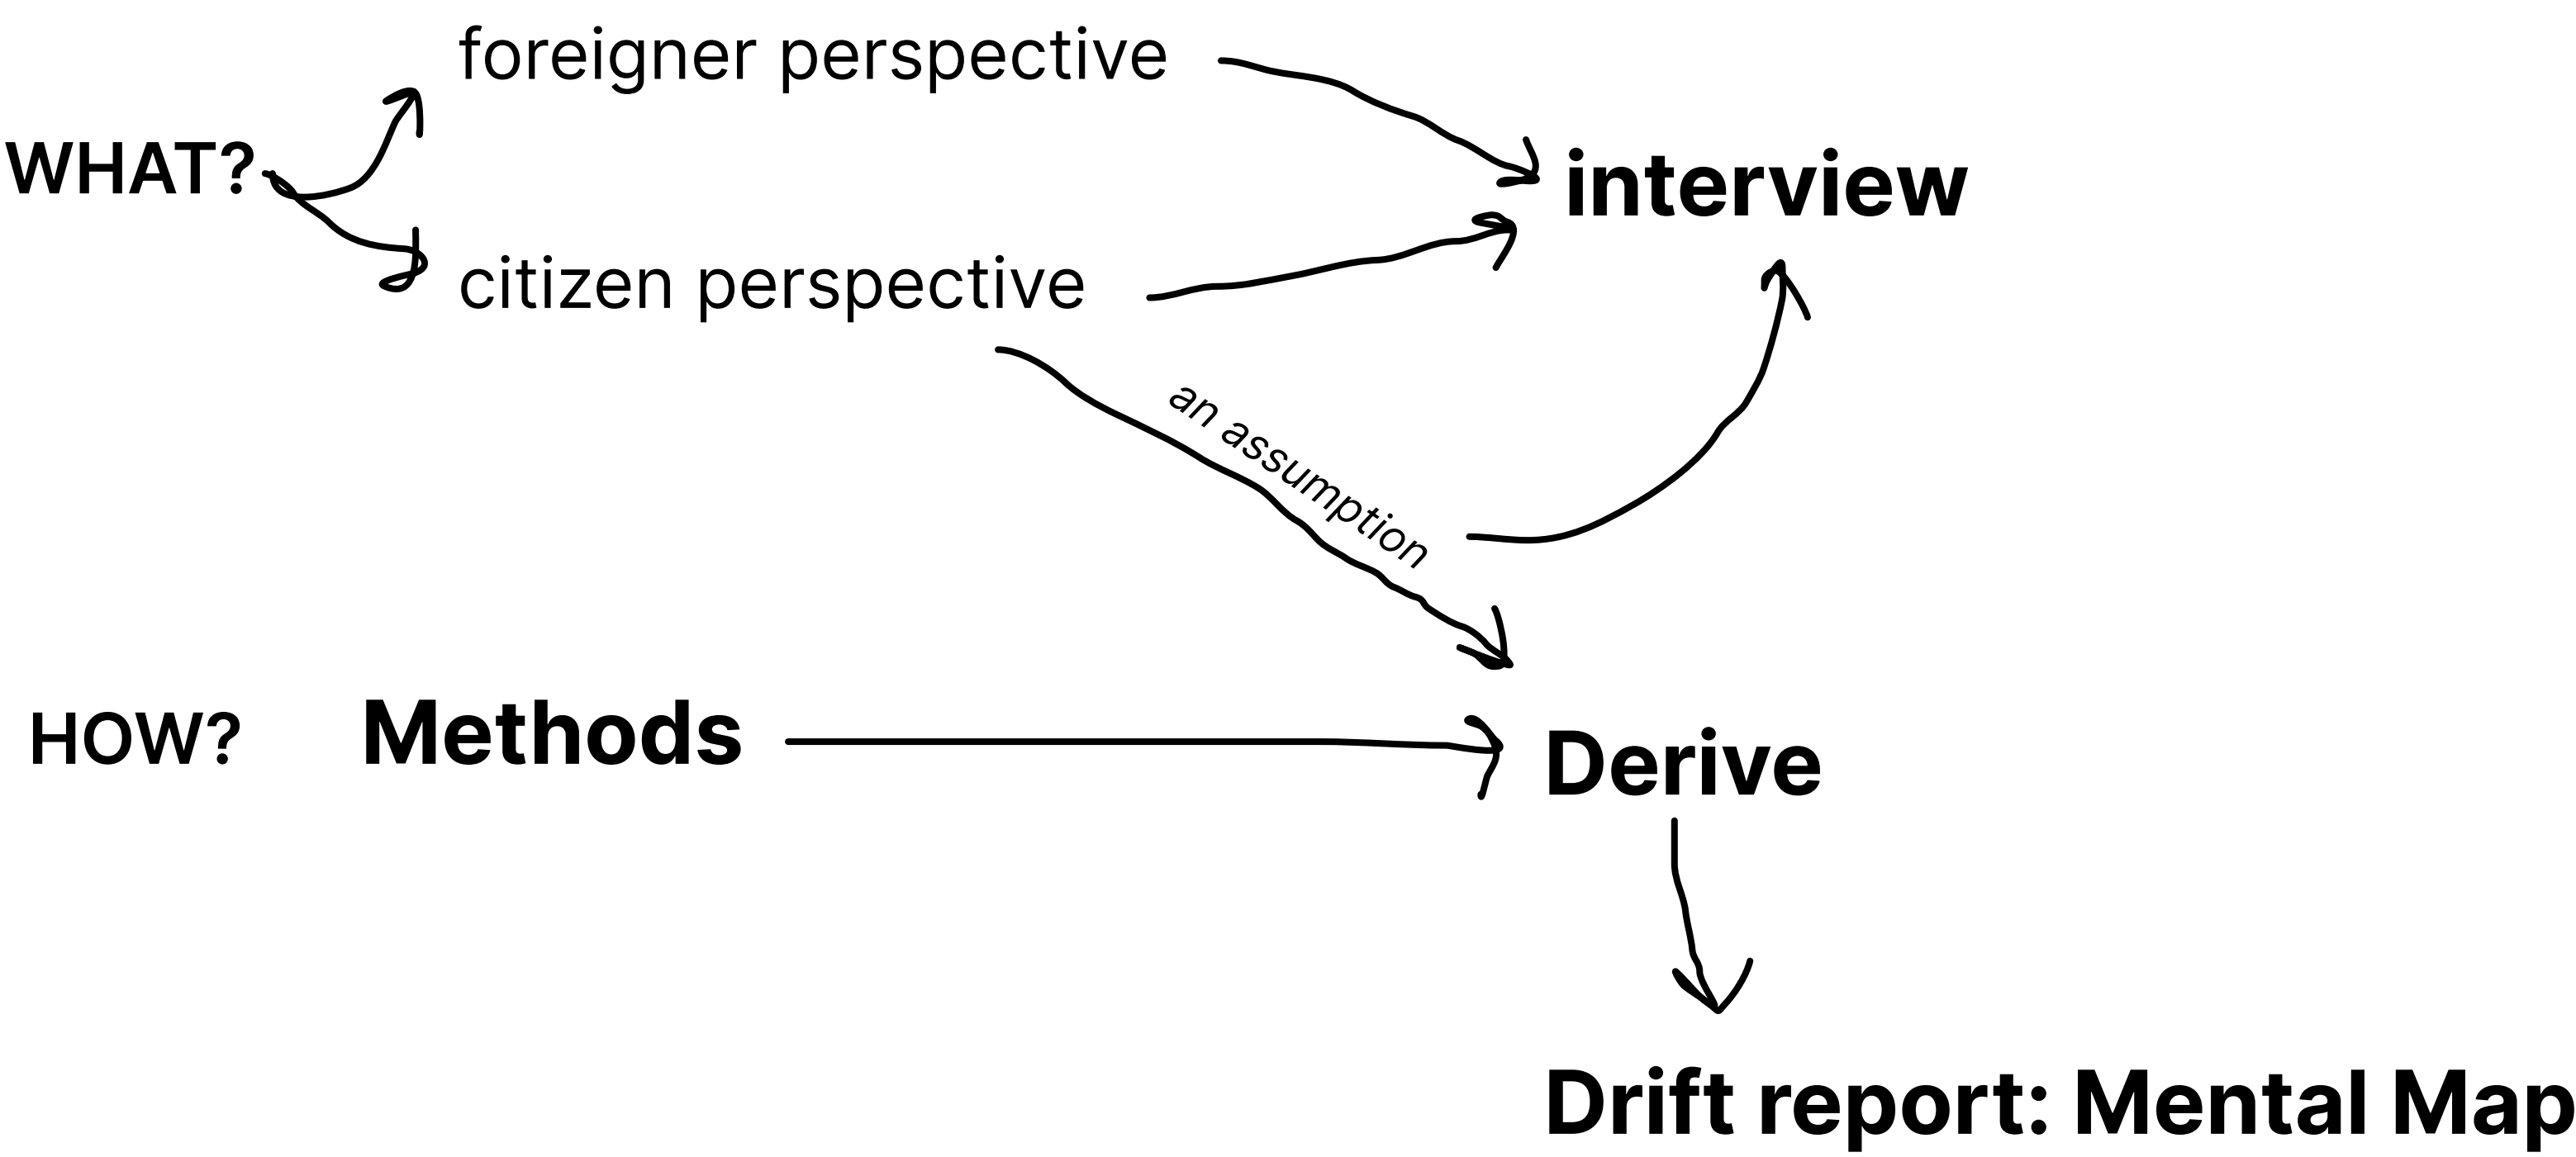 foreigner perspective
WHAT?
interview
citizen perspective
an assumption
HOW?
Methods
Derive
Drift report: Mental Map